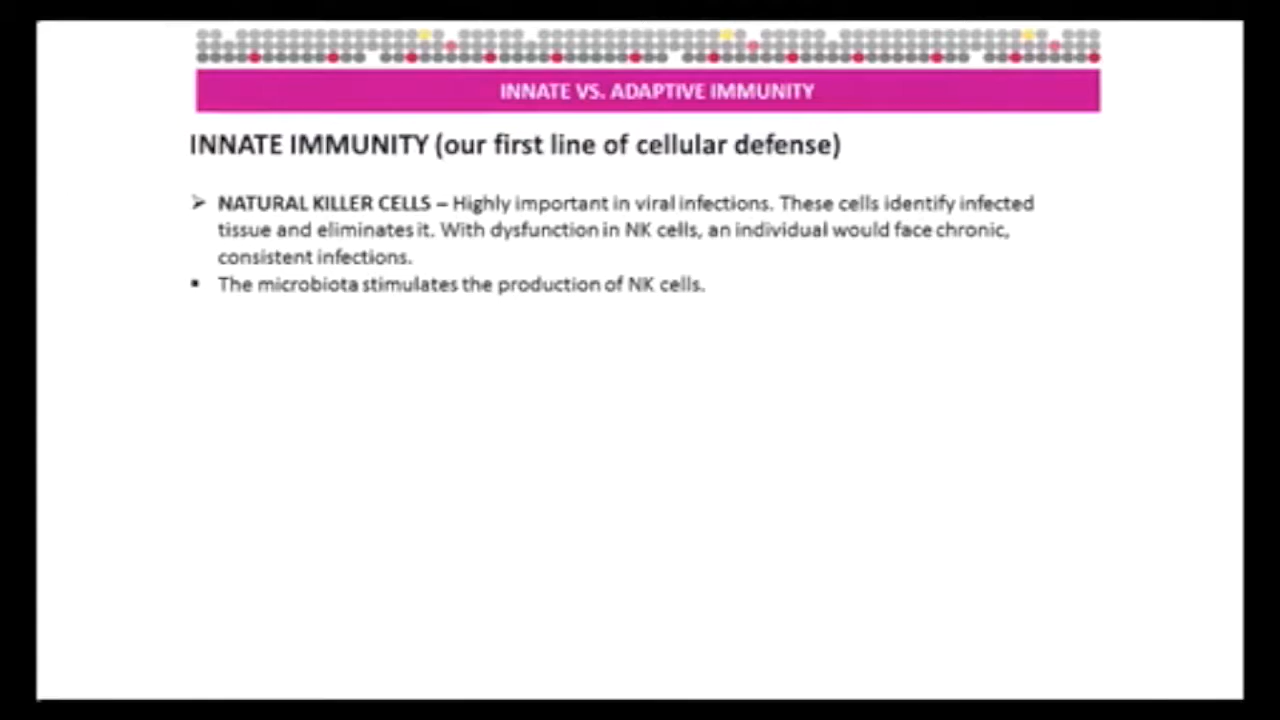 INNATE VS. ADAPTIVE IMMUNITY
INNATE IMMUNITY (our first line of cellular defense)
➢ NATURAL KILLER CELLS – Highly important in viral infections. These cells identify infected
tissue and eliminates it. With dysfunction in NK cells, an individual would face chronic,
consistent infections.
▪ The microbiota stimulates the production of NK cells.